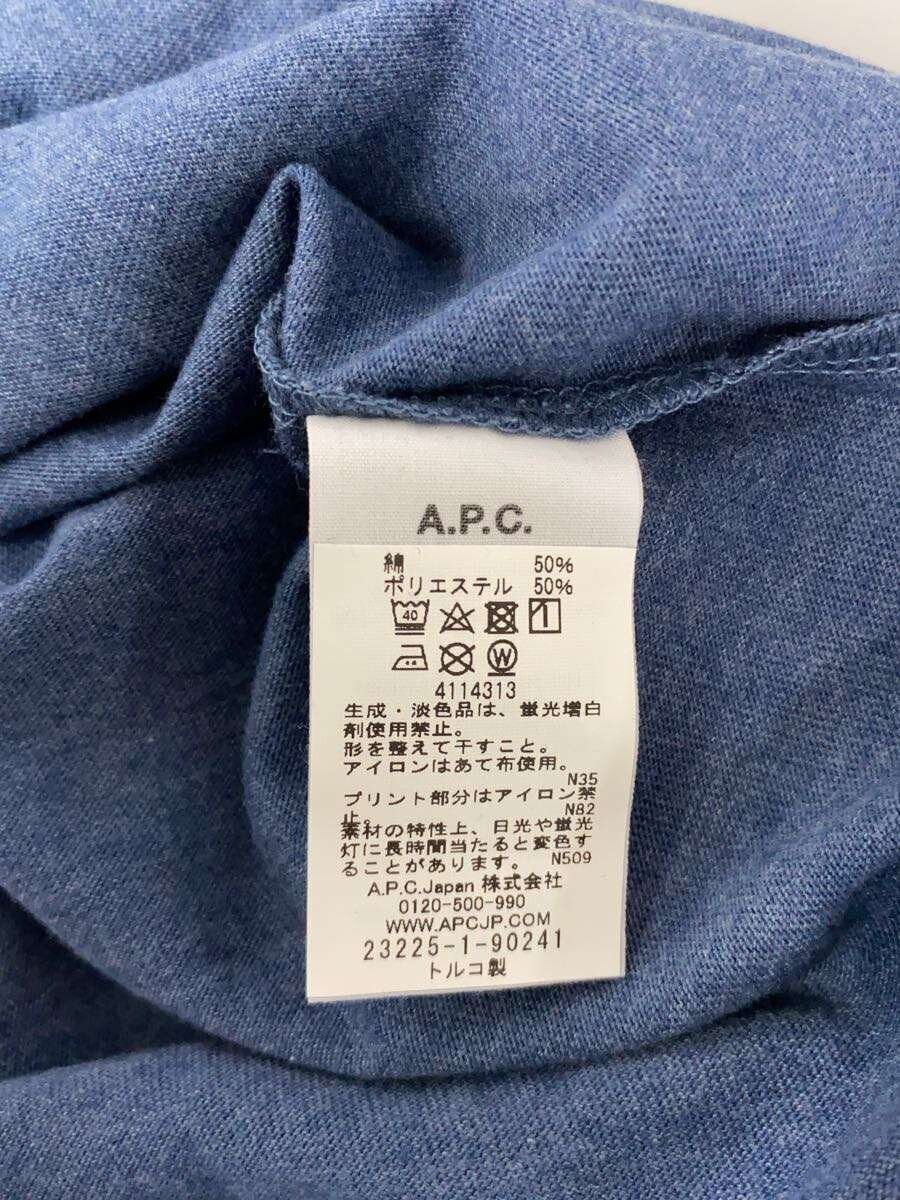 A.P.C.
綿 50%
ポリエステル 50%
40
1
W
4114313
生成・淡色品は、蛍光増白
剤使用禁止。
形を整えて干すこと。
アイロンはあて布使用。
N35
プリント部分はアイロン禁
止。 N82
素材の特性上、日光や蛍光
灯に長時間当たると変色す
ることがあります。 N509
A.P.C.Japan 株式会社
0120-500-990
WWW.APCJP.COM
23225-1-90241
トルコ製